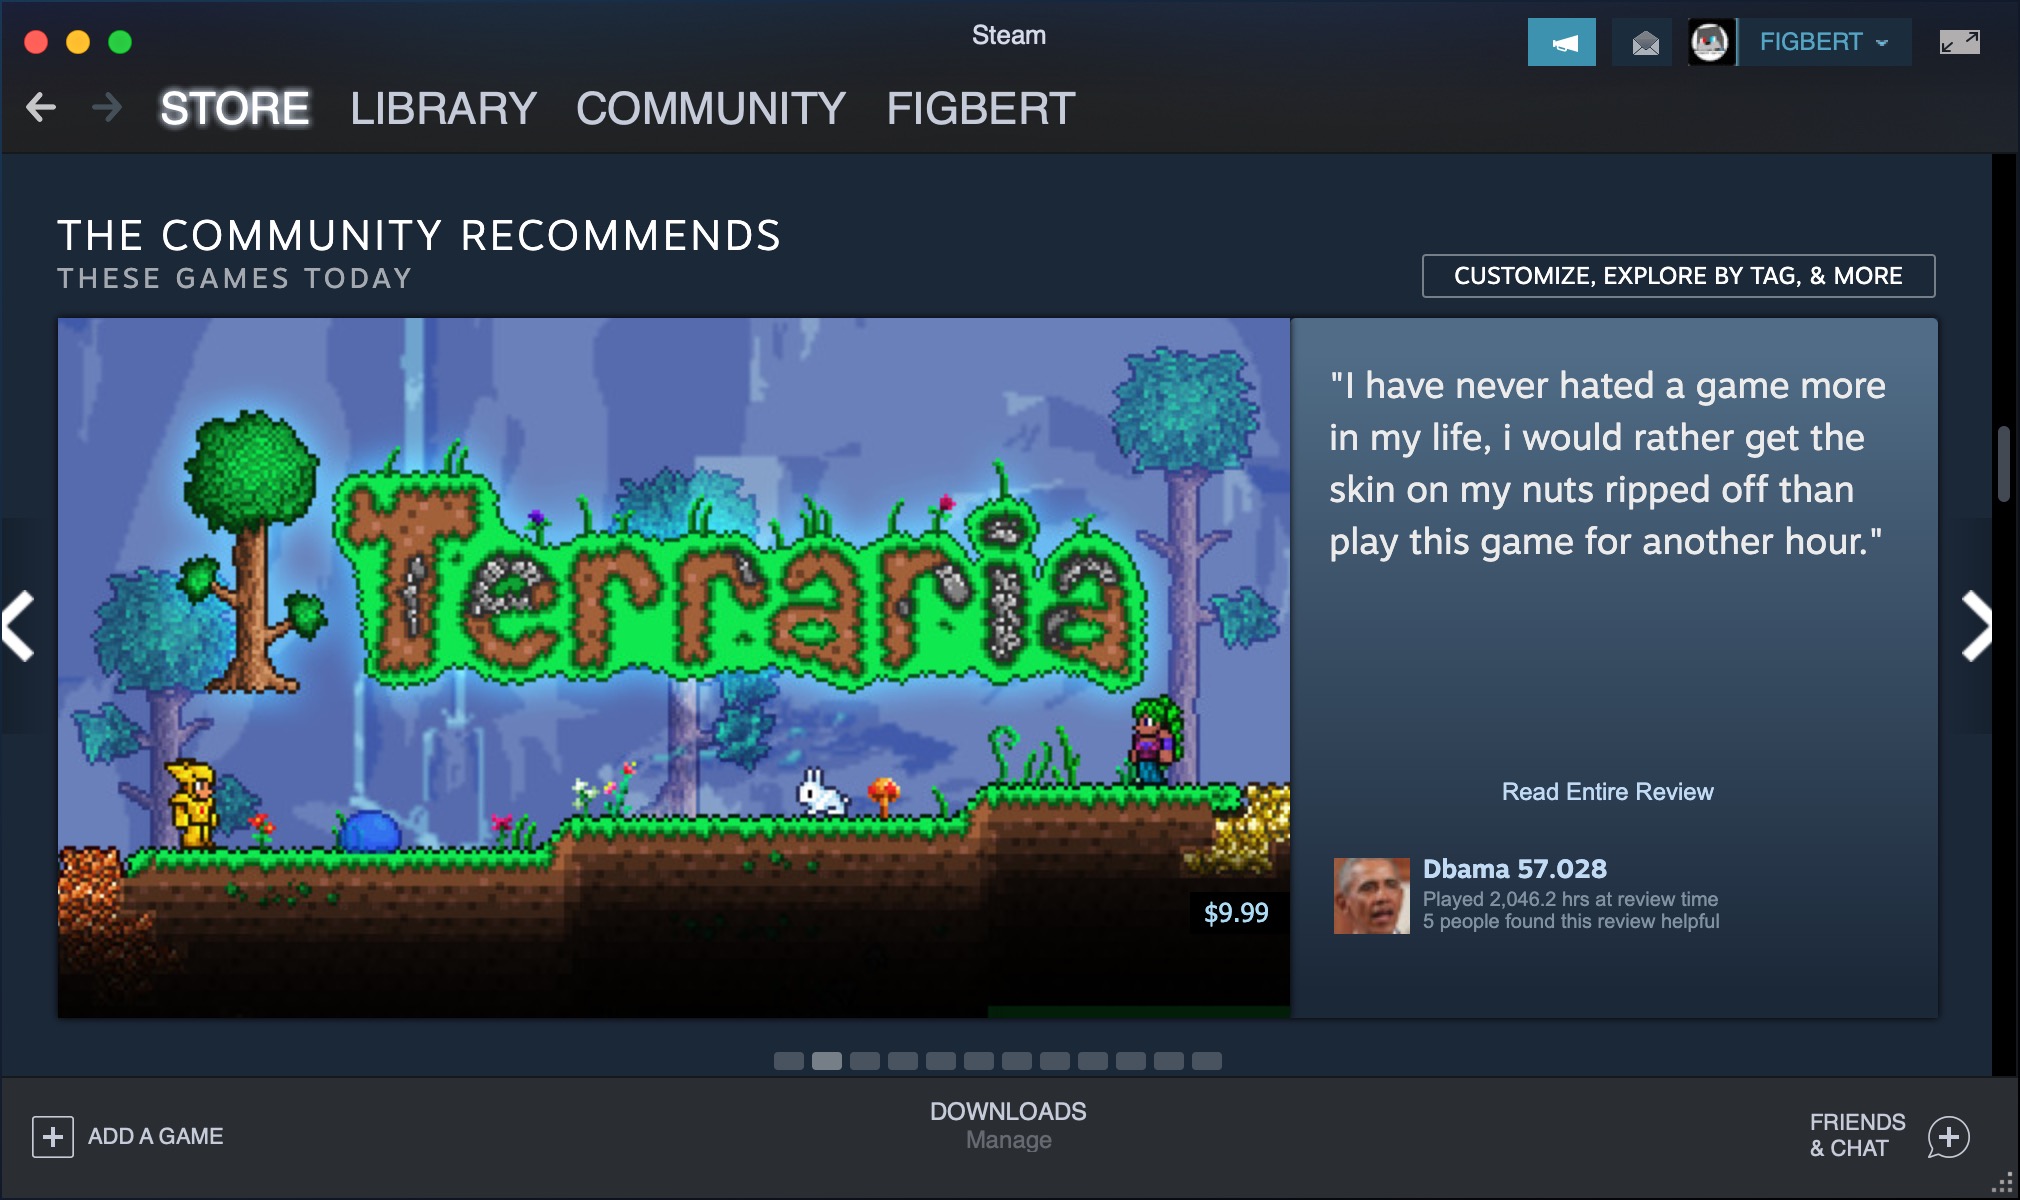 Steam
FIGBERT
STORE LIBRARY COMMUNITY FIGBERT
THE COMMUNITY RECOMMENDS
THESE GAMES TODAY
CUSTOMIZE, EXPLORE BY TAG, & MORE
Terraria
$9.99
"I have never hated a game more
in my life, i would rather get the
skin on my nuts ripped off than
play this game for another hour."
Read Entire Review
Dbama 57.028
Played 2,046.2 hrs at review time
5 people found this review helpful
ADD A GAME
DOWNLOADS
Manage
FRIENDS
& CHAT